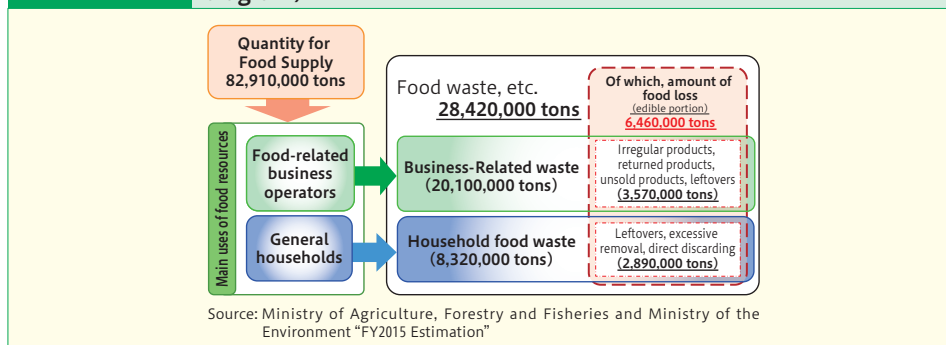 Quantity for
Food Supply
82,910,000 tons
Food waste, etc.
28,420,000 tons
Of which, amount of
food loss
(edible portion)
6,460,000 tons
Main uses of food resources
Food-related
business
operators
Business-Related waste
(20,100,000 tons)
Irregular products,
returned products,
unsold products, leftovers
(3,570,000 tons)
General
households
Household food waste
(8,320,000 tons)
Leftovers, excessive
removal, direct discarding
(2,890,000 tons)
Source: Ministry of Agriculture, Forestry and Fisheries and Ministry of the
Environment “FY2015 Estimation”